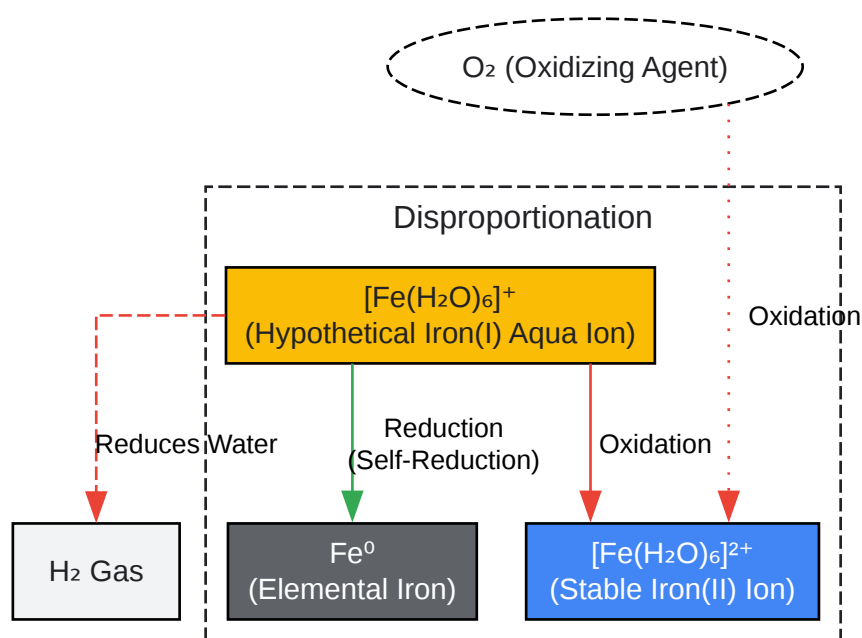 O₂ (Oxidizing Agent)
Disproportionation
[Fe(H₂O)₆]⁺
(Hypothetical Iron(I) Aqua Ion)
Oxidation
Reduces Water
Reduction
(Self-Reduction)
Oxidation
H₂ Gas
Fe⁰
(Elemental Iron)
[Fe(H₂O)₆]²⁺
(Stable Iron(II) Ion)